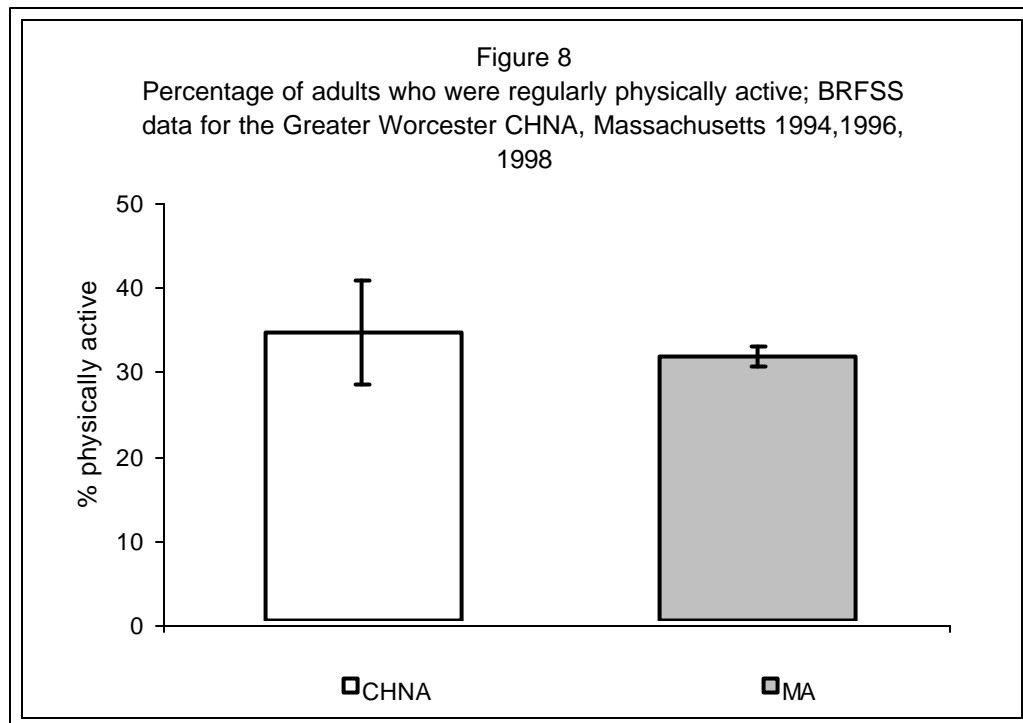 Figure 8
Percentage of adults who were regularly physically active; BRFSS
data for the Greater Worcester CHNA, Massachusetts 1994,1996,
1998
% physically active
50
40
30
20
10
0
CHNA
MA